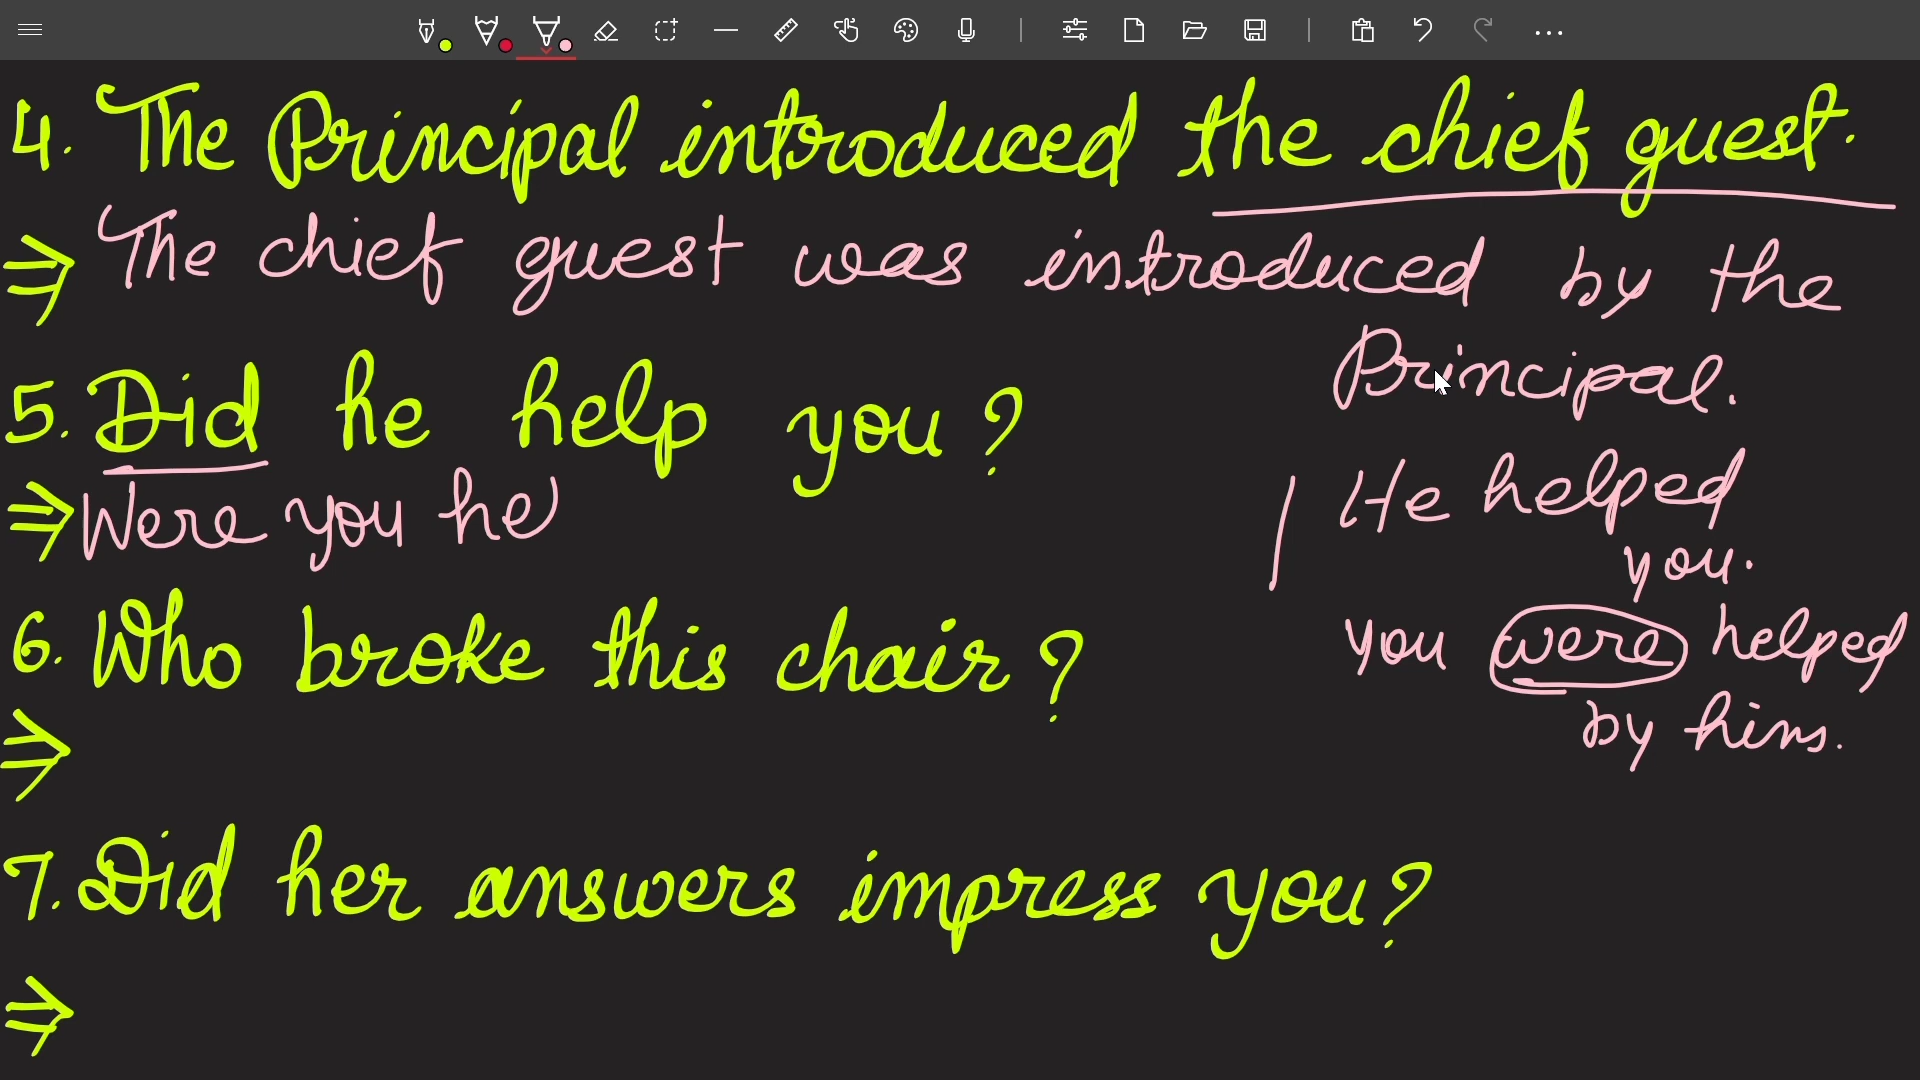 4. The Principal introduced the chief guest.
⇒ The chief guest was introduced by the
Principal.
5. Did he help you?
⇒ Were you he
He helped
you.
you were helped
by him.
6. Who broke this chair?
⇒
7. Did her answers impress you?
⇒